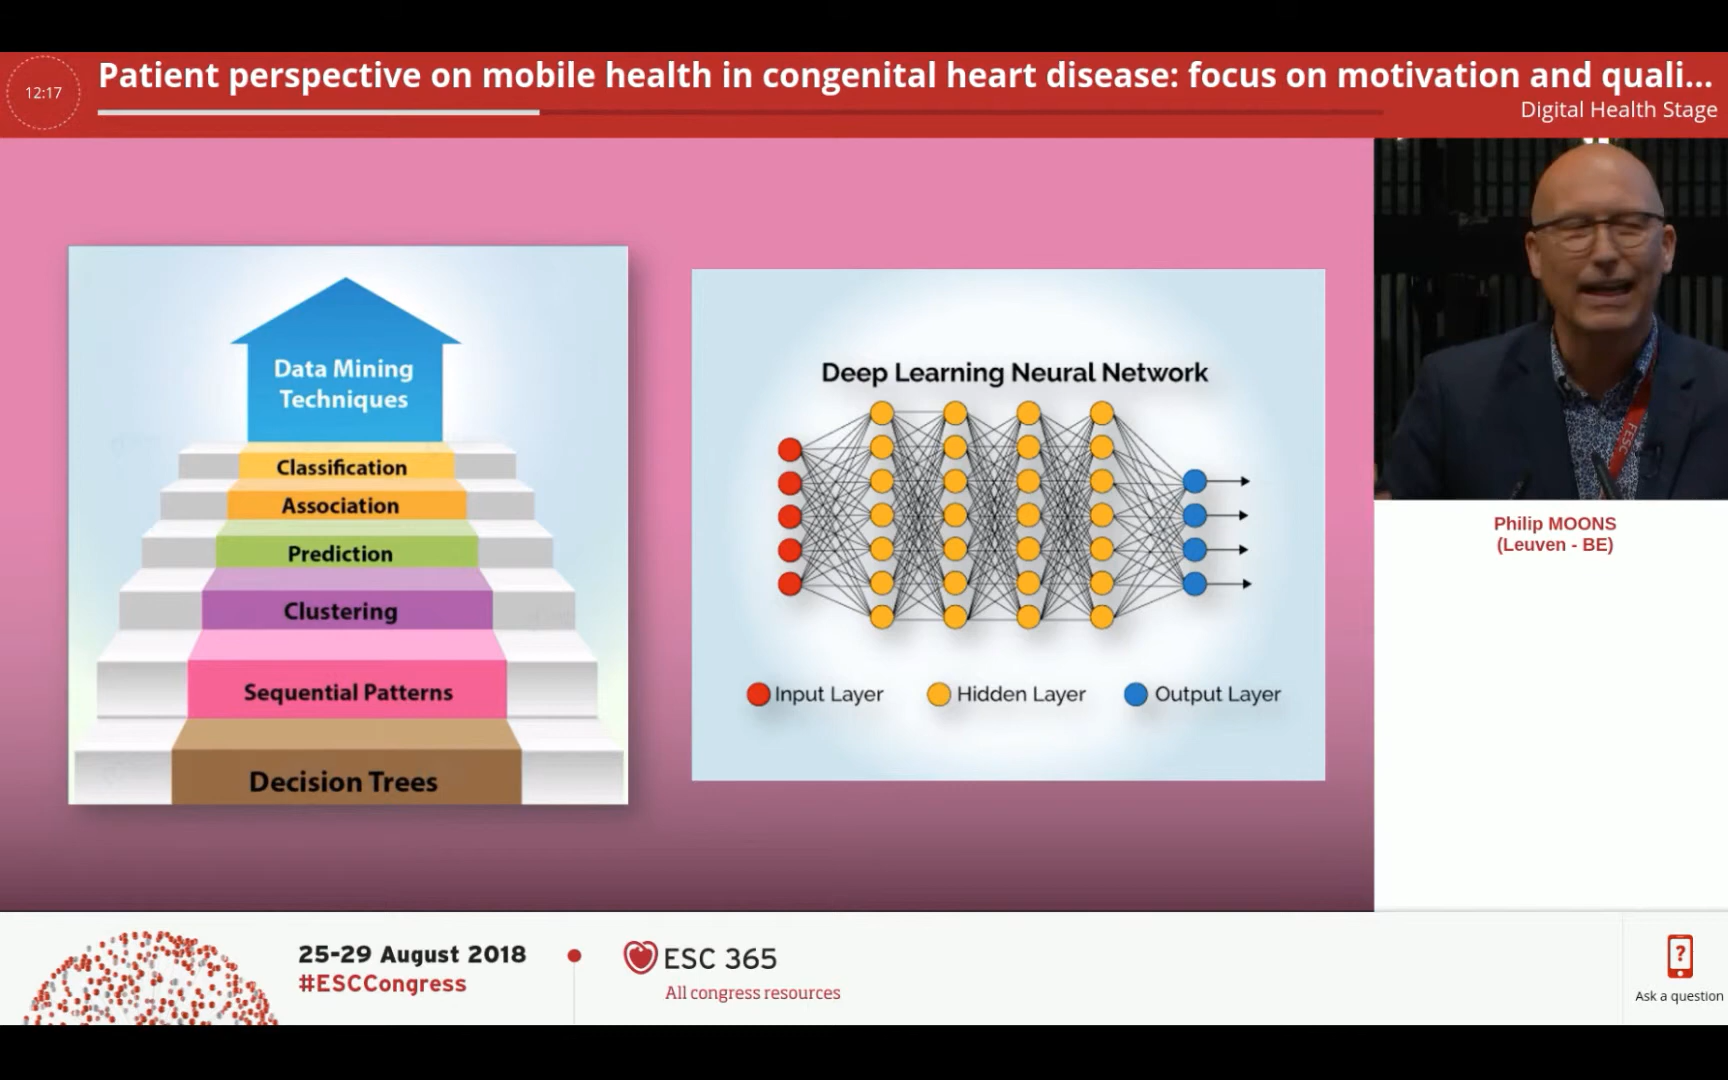 12:17
Patient perspective on mobile health in congenital heart disease: focus on motivation and quali...
Digital Health Stage
Data Mining
Techniques
Classification
Association
Prediction
Clustering
Sequential Patterns
Decision Trees
Deep Learning Neural Network
Input Layer
Hidden Layer
Output Layer
FESC
Philip MOONS
(Leuven - BE)
25-29 August 2018
#ESCCongress
ESC 365
All congress resources
?
Ask a question